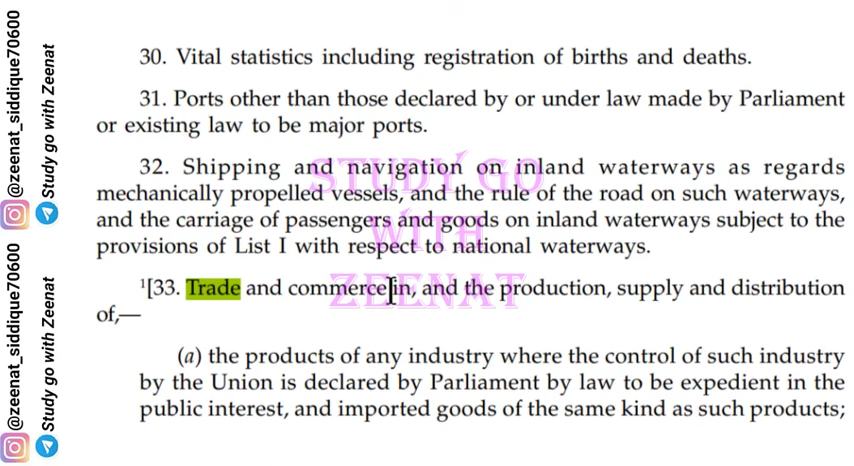 30. Vital statistics including registration of births and deaths.
31. Ports other than those declared by or under law made by Parliament
or existing law to be major ports.
32. Shipping and navigation on inland waterways as regards
mechanically propelled vessels, and the rule of the road on such waterways,
and the carriage of passengers and goods on inland waterways subject to the
provisions of List I with respect to national waterways.
¹[33. Trade and commerce in, and the production, supply and distribution
of,—
(a) the products of any industry where the control of such industry
by the Union is declared by Parliament by law to be expedient in the
public interest, and imported goods of the same kind as such products;
STUDY GO
WITH
ZEENAT
@zeenat_siddique70600
Study go with Zeenat
@zeenat_siddique70600
Study go with Zeenat